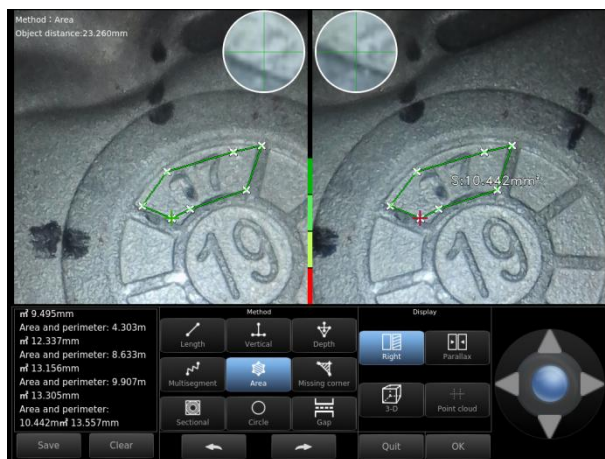 Method : Area
Object distance:23.260mm
S:10.442mm²
19
19
㎡ 9.495mm
Area and perimeter: 4.303m
㎡ 12.337mm
Area and perimeter: 8.633m
㎡ 13.156mm
Area and perimeter: 9.907m
㎡ 13.305mm
Area and perimeter:
10.442m㎡ 13.557mm
Save
Clear
Method
Length
Vertical
Depth
Multisegment
Area
Missing corner
Sectional
Circle
Gap
Display
Right
Parallax
3-D
Point cloud
Quit
OK